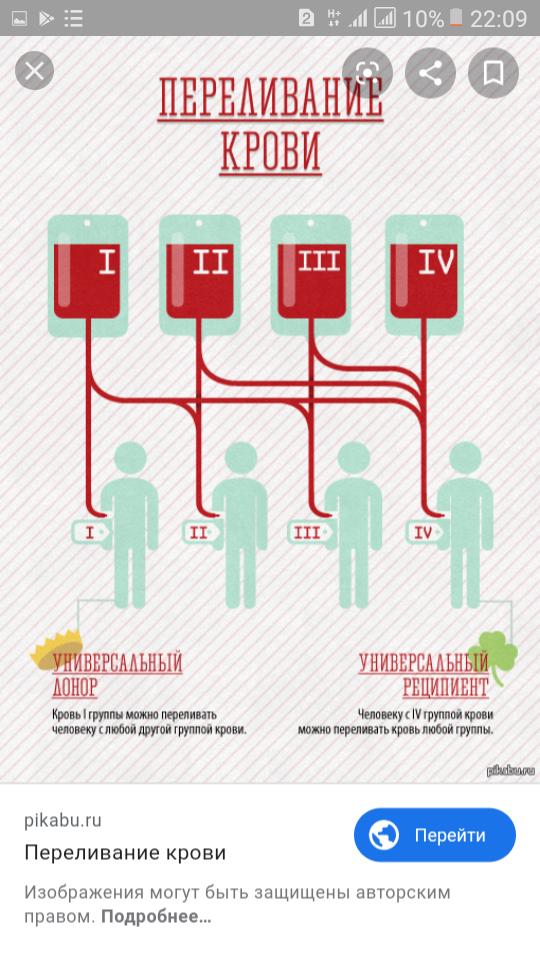 2 H+ 10% 22:09
ПЕРЕЛИВАНИЕ
КРОВИ
I II III IV
I II III IV
УНИВЕРСАЛЬНЫЙ
ДОНОР
Кровь I группы можно переливать
человеку с любой другой группой крови.
УНИВЕРСАЛЬНЫЙ
РЕЦИПИЕНТ
Человеку с IV группой крови
можно переливать кровь любой группы.
pikabu.ru
pikabu.ru
Переливание крови
Перейти
Изображения могут быть защищены авторским
правом. Подробнее...